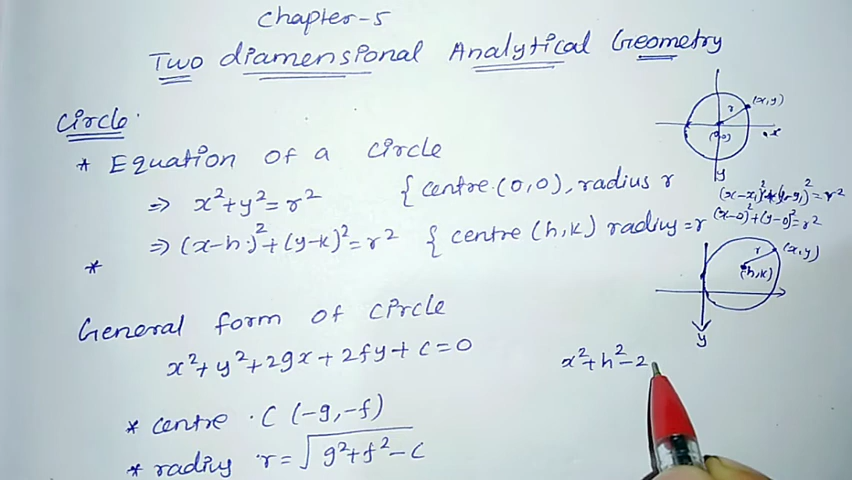 Chapter-5
Two diamensional Analytical Geometry
Circle
* Equation of a circle
⇒ x²+y²=r² { centre (0,0), radius r
⇒ (x-h)²+(y-k)²=r² { centre (h,k) radius=r
*
General form of circle
x²+y²+2gx+2fy+c=0
* centre C (-g,-f)
* radius r=√g²+f²-c
(x,y)
r
(0,0)
x
y
(x-x₁)²+(y-y₁)²=r²
(x-0)²+(y-0)²=r²
r
(x,y)
(h,k)
y
x²+h²-2